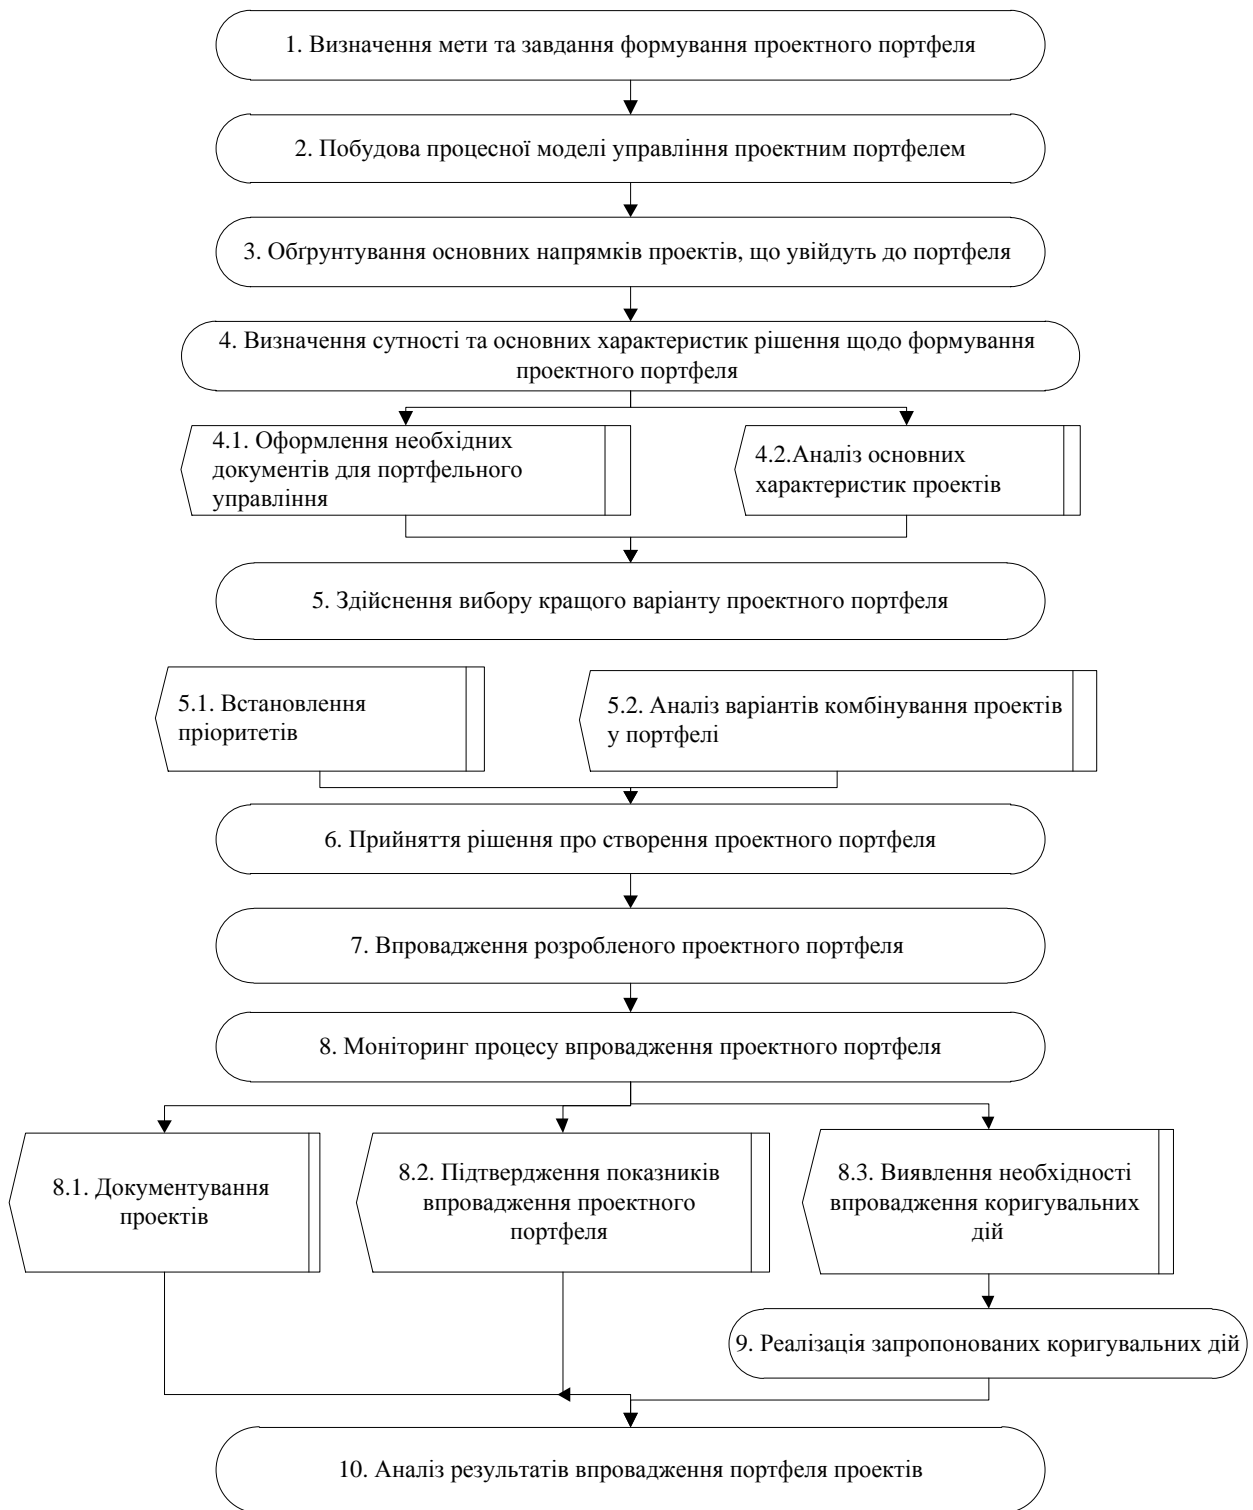 1. Визначення мети та завдання формування проектного портфеля
2. Побудова процесної моделі управління проектним портфелем
3. Обґрунтування основних напрямків проектів, що увійдуть до портфеля
4. Визначення сутності та основних характеристик рішення щодо формування
проектного портфеля
4.1. Оформлення необхідних
документів для портфельного
управління
4.2.Аналіз основних
характеристик проектів
5. Здійснення вибору кращого варіанту проектного портфеля
5.1. Встановлення
пріоритетів
5.2. Аналіз варіантів комбінування проектів
у портфелі
6. Прийняття рішення про створення проектного портфеля
7. Впровадження розробленого проектного портфеля
8. Моніторинг процесу впровадження проектного портфеля
8.1. Документування
проектів
8.2. Підтвердження показників
впровадження проектного
портфеля
8.3. Виявлення необхідності
впровадження коригувальних
дій
9. Реалізація запропонованих коригувальних дій
10. Аналіз результатів впровадження портфеля проектів